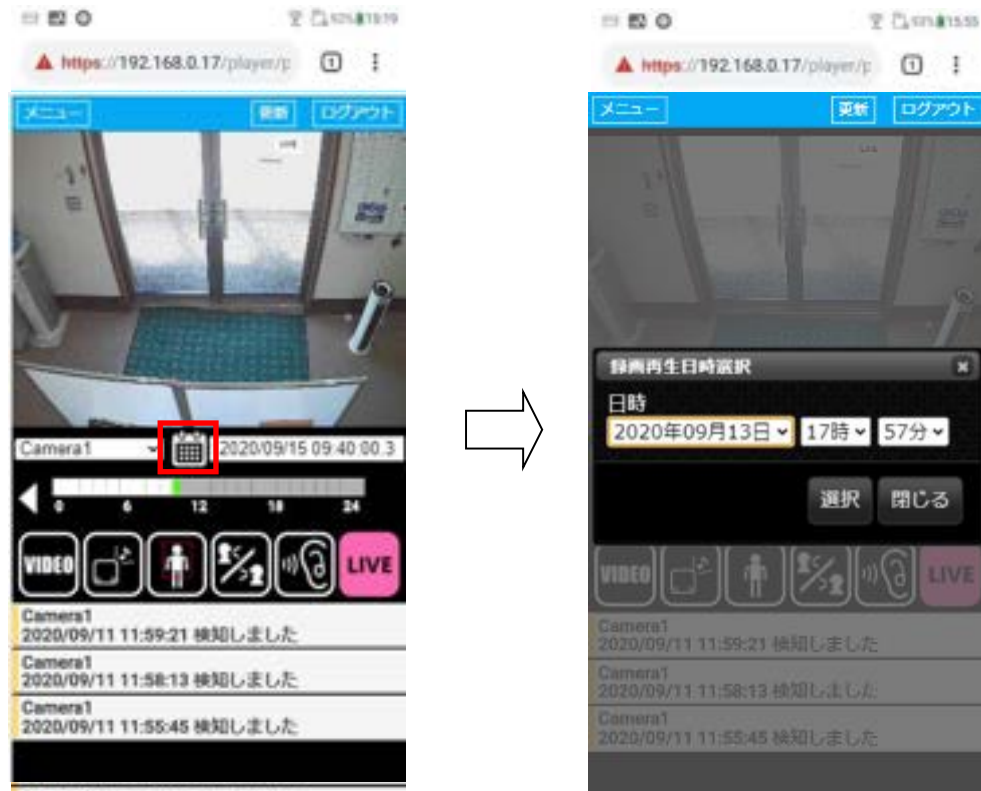 15:19
https://192.168.0.17/player/p
1
メニュー
更新
ログアウト
Camera1
2020/09/15 09:40:00.3
0 6 12 18 24
VIDEO
LIVE
Camera1
2020/09/11 11:59:21 検知しました
Camera1
2020/09/11 11:58:13 検知しました
Camera1
2020/09/11 11:55:45 検知しました
15:55
https://192.168.0.17/player/p
1
メニュー
更新
ログアウト
録画再生日時選択
日時
2020年09月13日 17時 57分
選択 閉じる
VIDEO
LIVE
Camera1
2020/09/11 11:59:21 検知しました
Camera1
2020/09/11 11:58:13 検知しました
Camera1
2020/09/11 11:55:45 検知しました